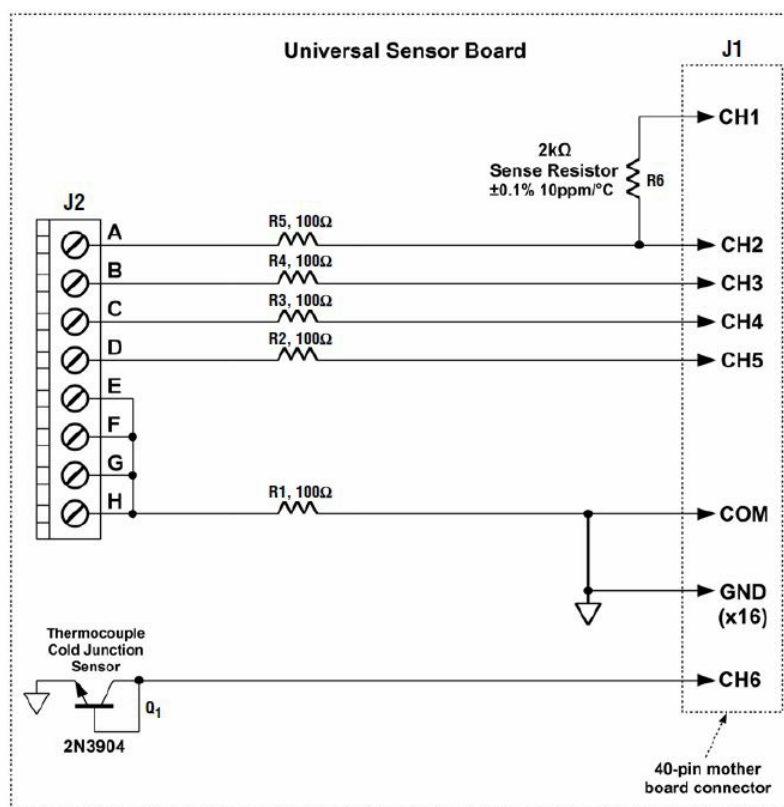 Universal Sensor Board
J1
CH1
2kΩ
Sense Resistor
±0.1% 10ppm/°C
R6
J2
A
R5, 100Ω
CH2
B
R4, 100Ω
CH3
C
R3, 100Ω
CH4
D
R2, 100Ω
CH5
E
F
G
H
R1, 100Ω
COM
GND
(x16)
Thermocouple
Cold Junction
Sensor
Q1
CH6
2N3904
40-pin mother
board connector